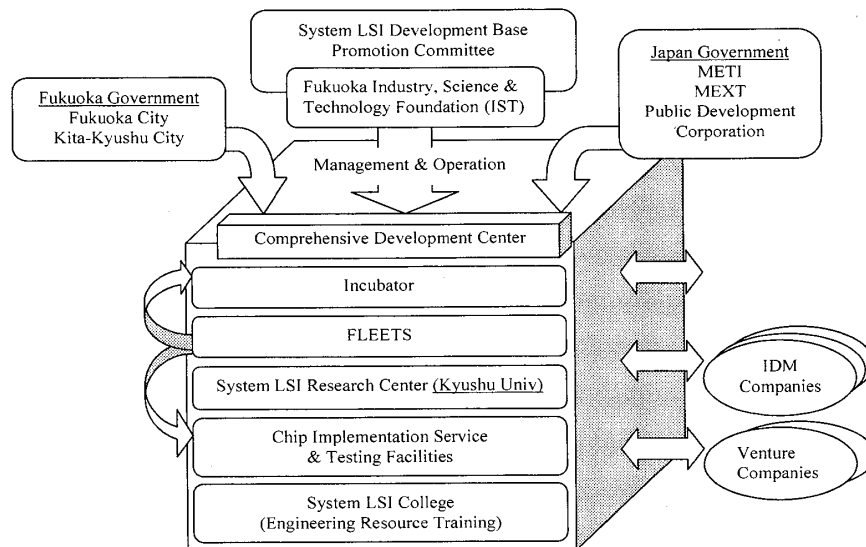 System LSI Development Base
Promotion Committee
Fukuoka Industry, Science &
Technology Foundation (IST)
Japan Government
METI
MEXT
Public Development
Corporation
Fukuoka Government
Fukuoka City
Kita-Kyushu City
Management & Operation
Comprehensive Development Center
Incubator
FLEETS
System LSI Research Center (Kyushu Univ)
Chip Implementation Service
& Testing Facilities
System LSI College
(Engineering Resource Training)
IDM
Companies
Venture
Companies